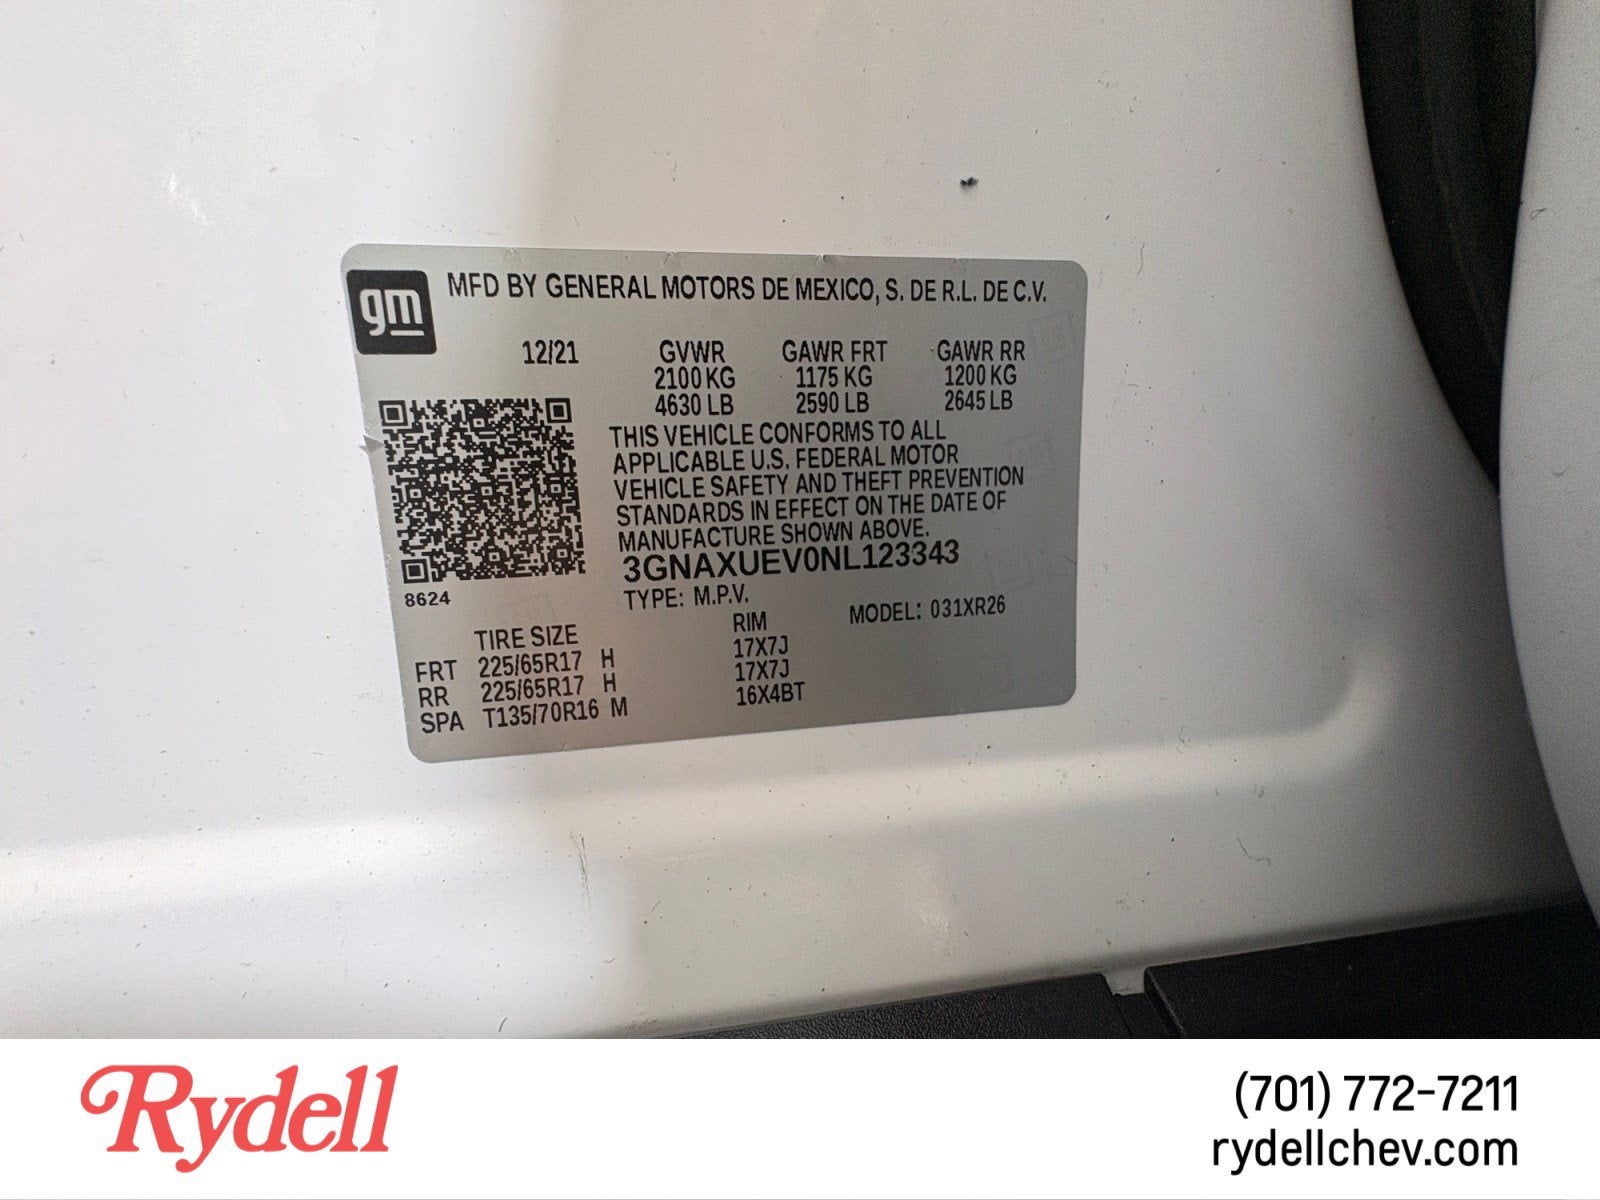 gm
MFD BY GENERAL MOTORS DE MEXICO, S. DE R.L. DE C.V.
12/21 GVWR GAWR FRT GAWR RR
2100 KG 1175 KG 1200 KG
4630 LB 2590 LB 2645 LB
THIS VEHICLE CONFORMS TO ALL
APPLICABLE U.S. FEDERAL MOTOR
VEHICLE SAFETY AND THEFT PREVENTION
STANDARDS IN EFFECT ON THE DATE OF
MANUFACTURE SHOWN ABOVE.
3GNAXUEV0NL123343
8624
TYPE: M.P.V. MODEL: 031XR26
TIRE SIZE RIM
FRT 225/65R17 H 17X7J
RR 225/65R17 H 17X7J
SPA T135/70R16 M 16X4BT
Rydell
(701) 772-7211
rydellchev.com